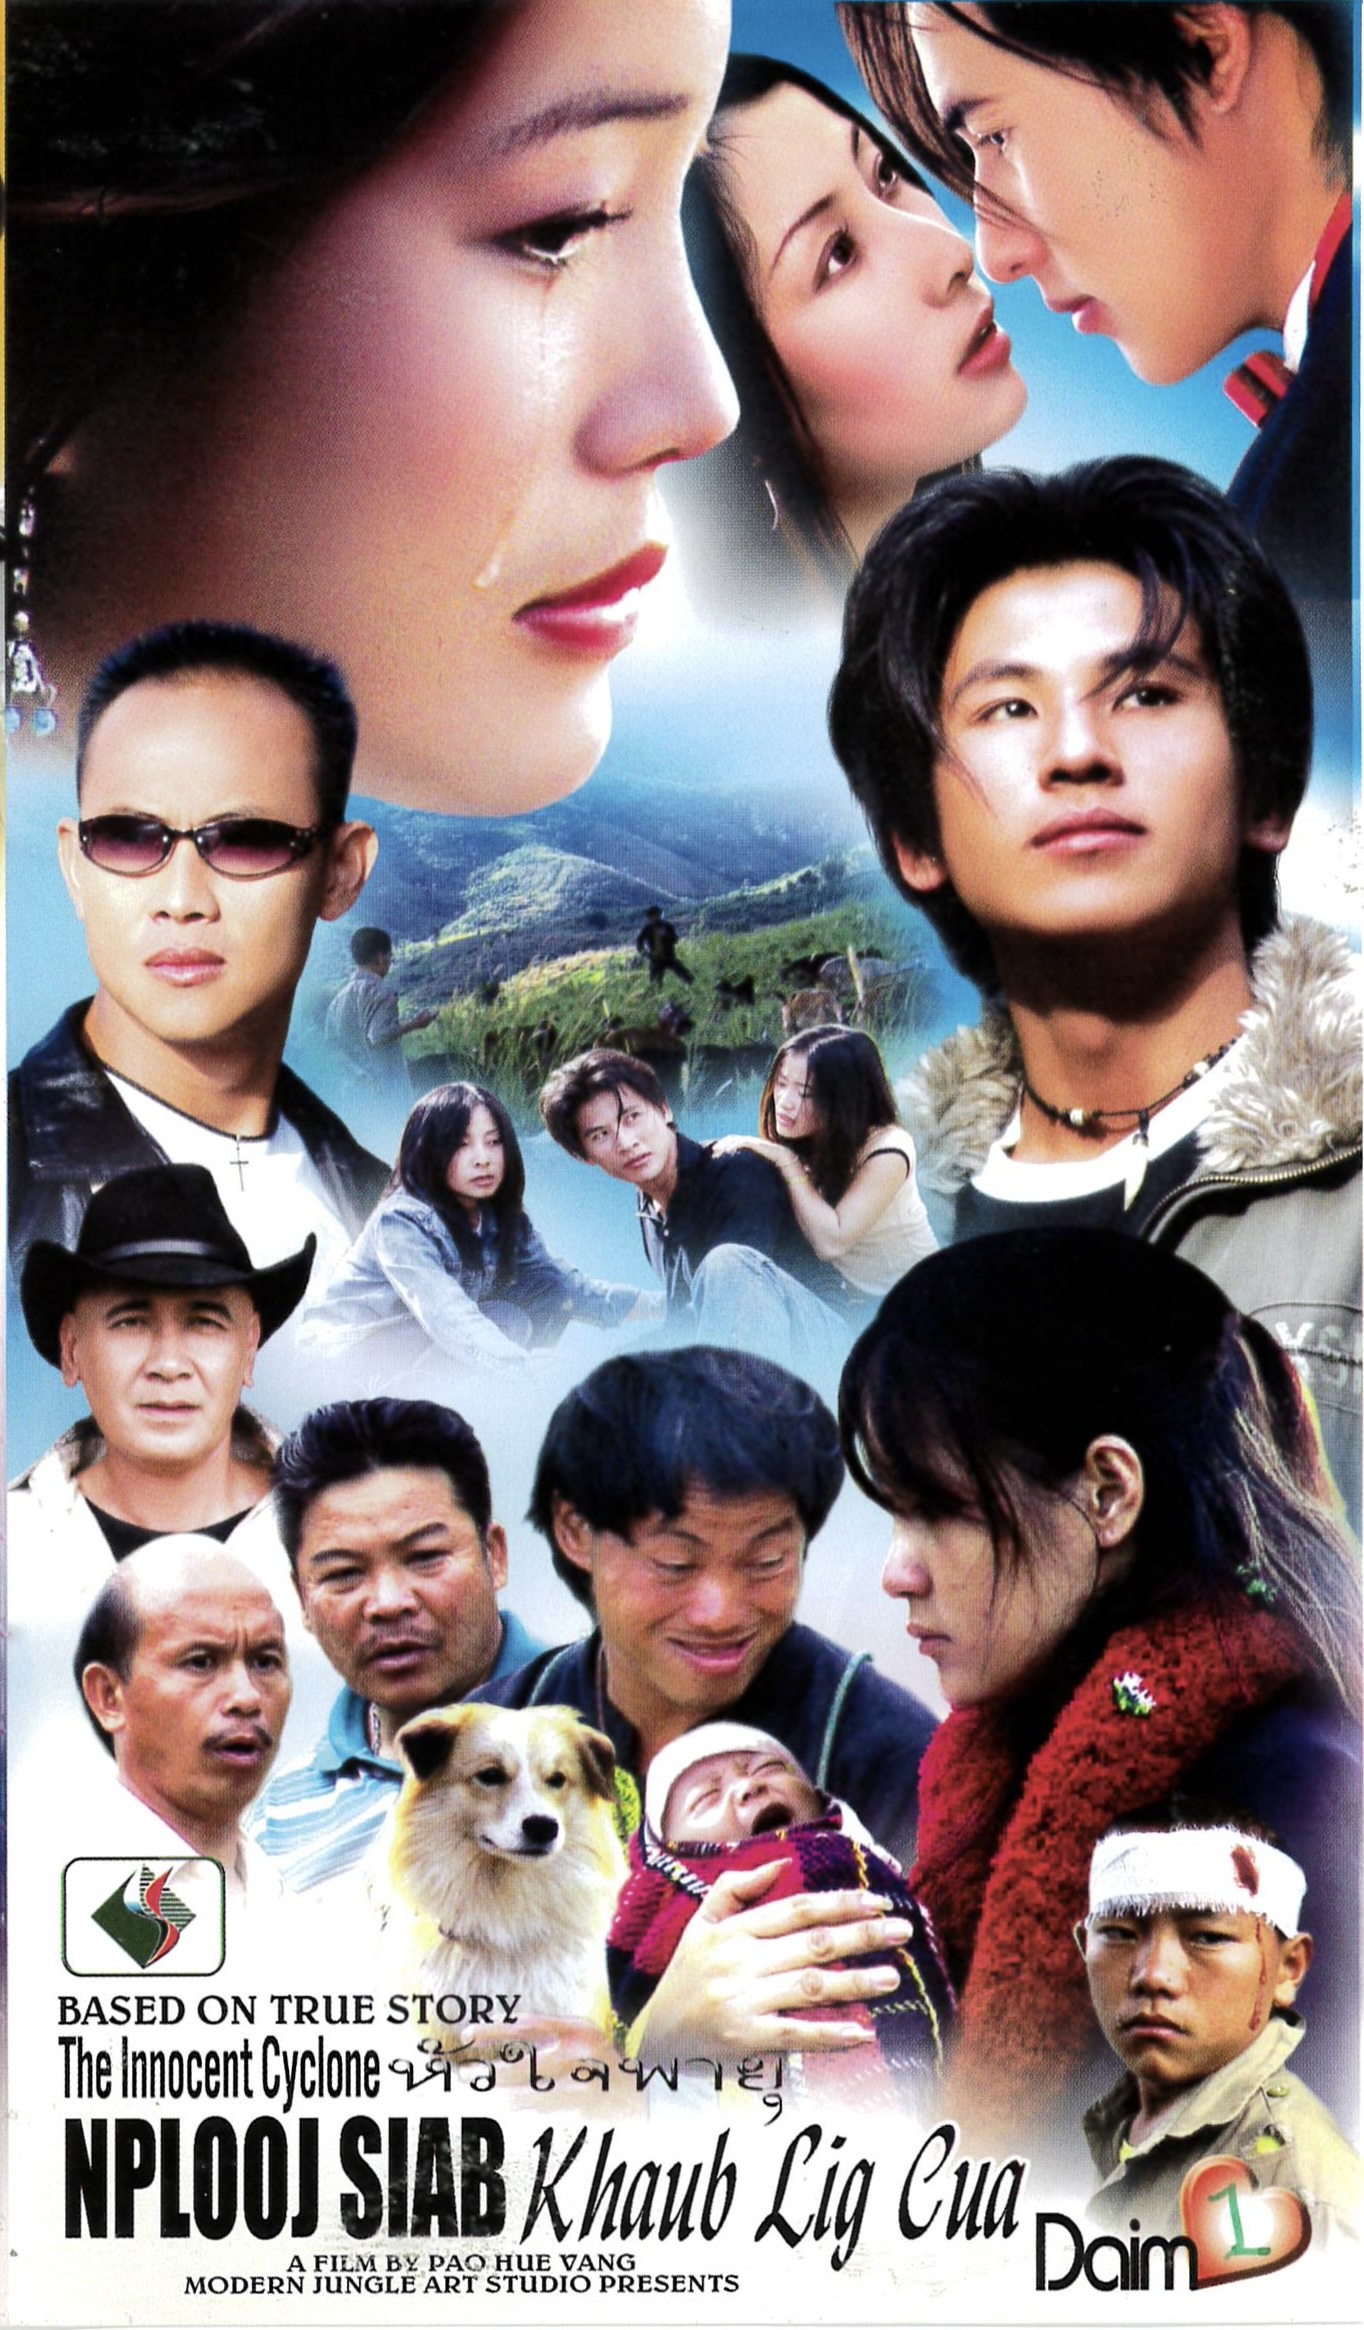 BASED ON TRUE STORY
The Innocent Cyclone หัวใจพายุ
NPLOOJ SIAB Khaub Lig Cua
Daim 1
A FILM BY PAO HUE VANG
MODERN JUNGLE ART STUDIO PRESENTS